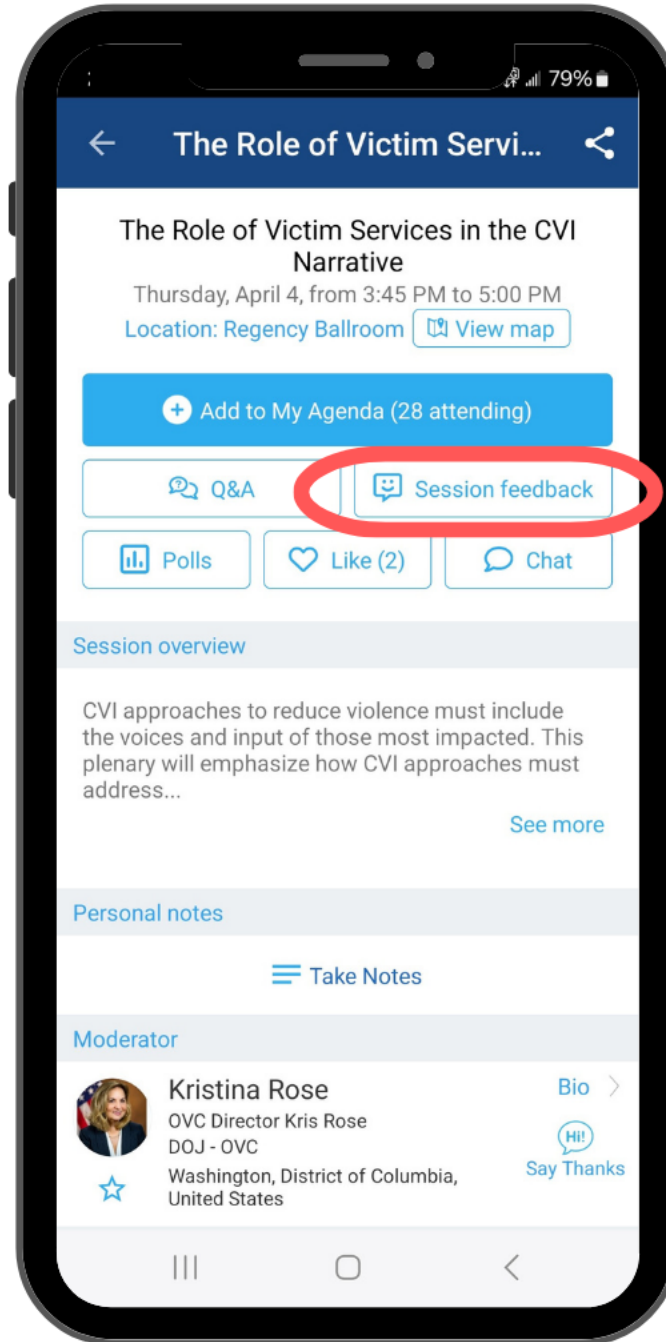 79%
The Role of Victim Servi...
The Role of Victim Services in the CVI
Narrative
Thursday, April 4, from 3:45 PM to 5:00 PM
Location: Regency Ballroom View map
Add to My Agenda (28 attending)
Q&A Session feedback
Polls Like (2) Chat
Session overview
CVI approaches to reduce violence must include
the voices and input of those most impacted. This
plenary will emphasize how CVI approaches must
address...
See more
Personal notes
Take Notes
Moderator
Kristina Rose Bio
OVC Director Kris Rose
DOJ - OVC Hi!
Washington, District of Columbia, Say Thanks
United States